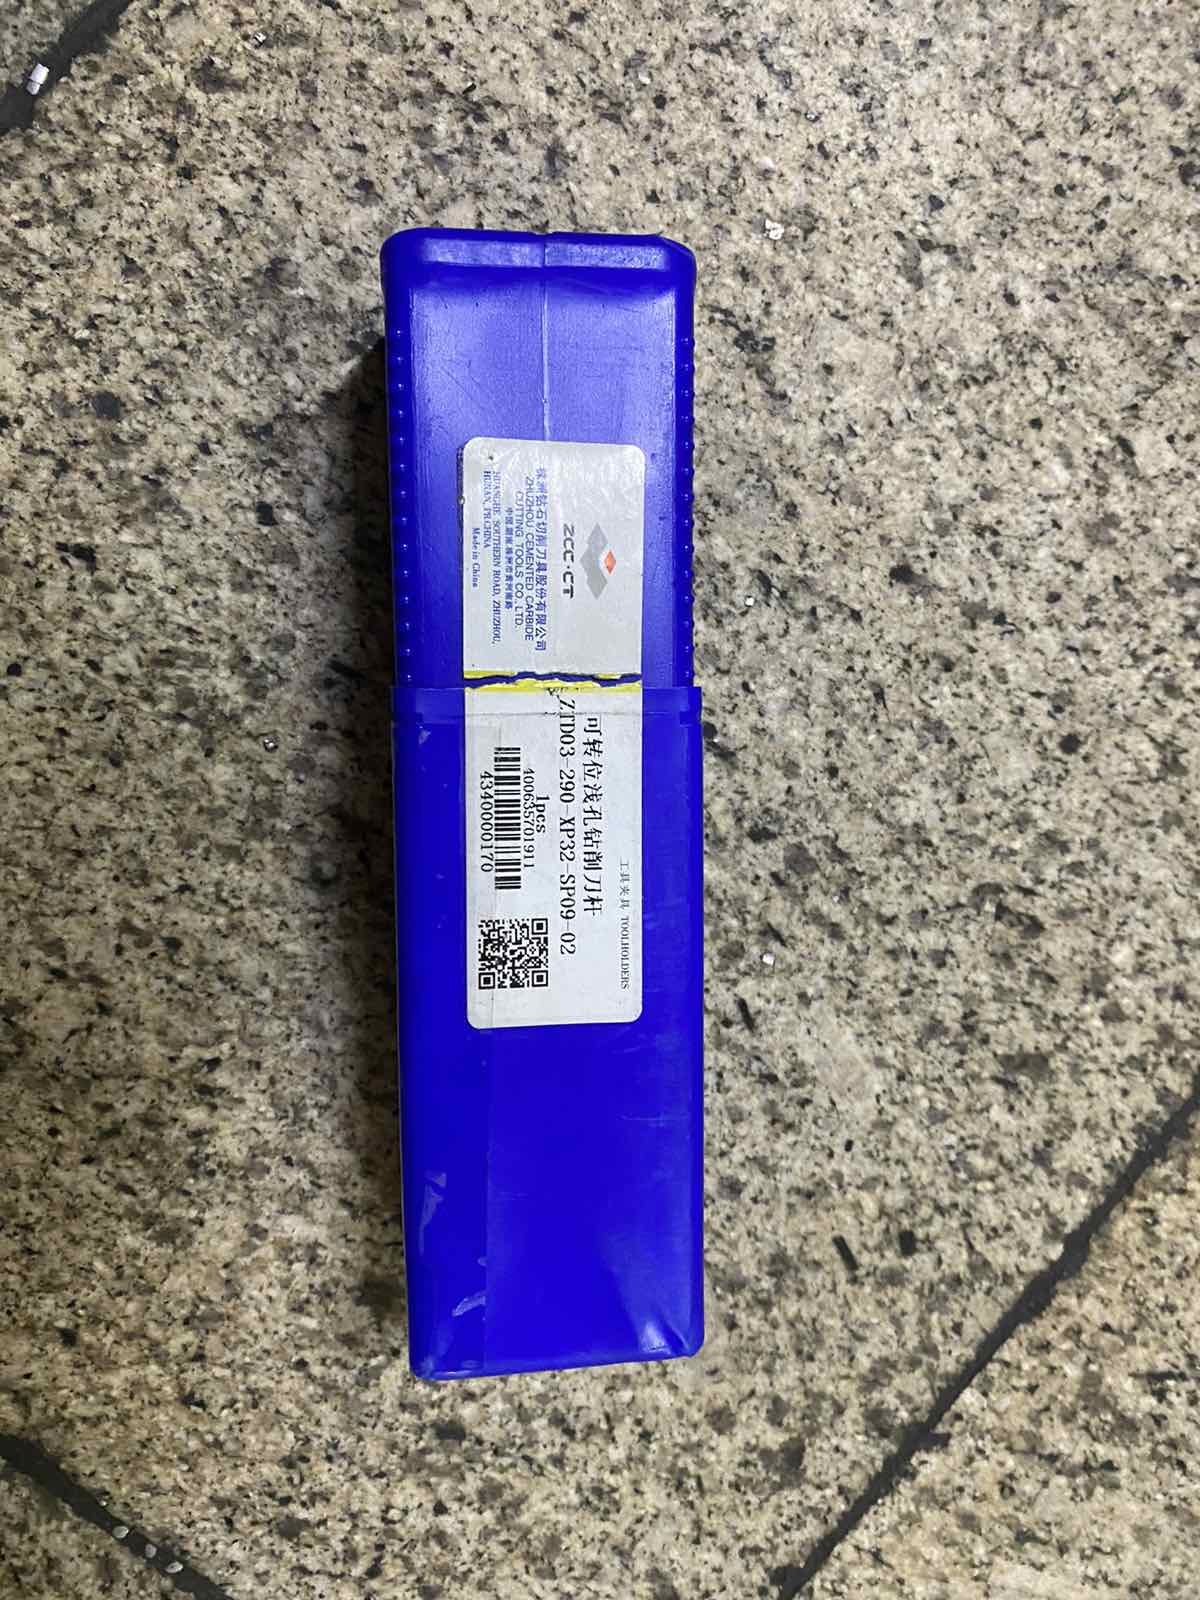 ZCC·CT
株洲钻石切削刀具股份有限公司
ZHUZHOU CEMENTED CARBIDE
CUTTING TOOLS CO.,LTD.
中国.湖南.株洲市黄河南路
HUANGHE SOUTHERN ROAD, ZHUZHOU,
HUNAN, PR.CHINA
Made in China
工具夹具 TOOLHOLDERS
可转位浅孔钻削刀杆
ZTD03-290-XP32-SP09-02
1pcs
400635701911
4340000170